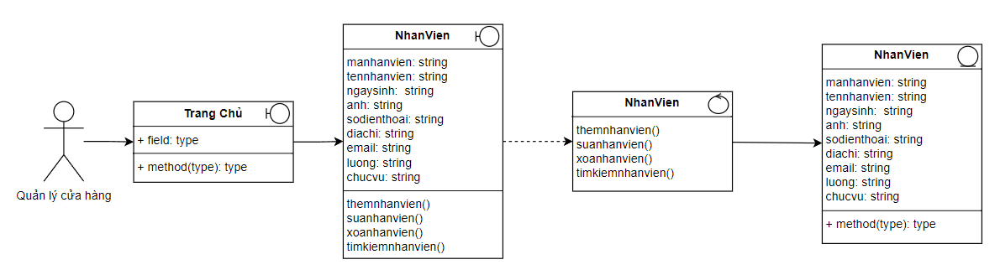 Quản lý cửa hàng
Trang Chủ
+ field: type
+ method(type): type
NhanVien
manhanvien: string
tennhanvien: string
ngaysinh:  string
anh: string
sodienthoai: string
diachi: string
email: string
luong: string
chucvu: string
themnhanvien()
suanhanvien()
xoanhanvien()
timkiemnhanvien()
NhanVien
themnhanvien()
suanhanvien()
xoanhanvien()
timkiemnhanvien()
NhanVien
manhanvien: string
tennhanvien: string
ngaysinh:  string
anh: string
sodienthoai: string
diachi: string
email: string
luong: string
chucvu: string
+ method(type): type